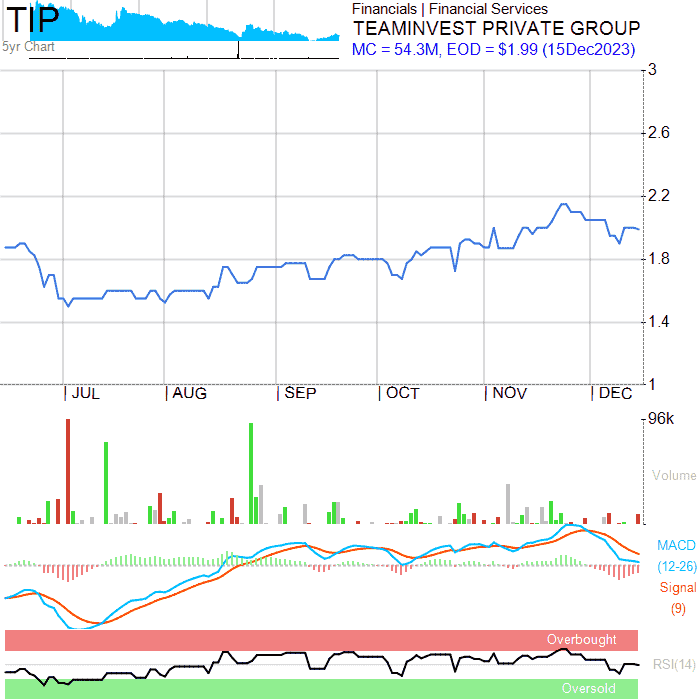 TIP
5yr Chart
Financials | Financial Services
TEAMINVEST PRIVATE GROUP
MC = 54.3M, EOD = $1.99 (15Dec2023)
3
2.6
2.2
1.8
1.4
1
| JUL | AUG | SEP | OCT | NOV | DEC
96k
Volume
MACD
(12-26)
Signal
(9)
Overbought
RSI(14)
Oversold